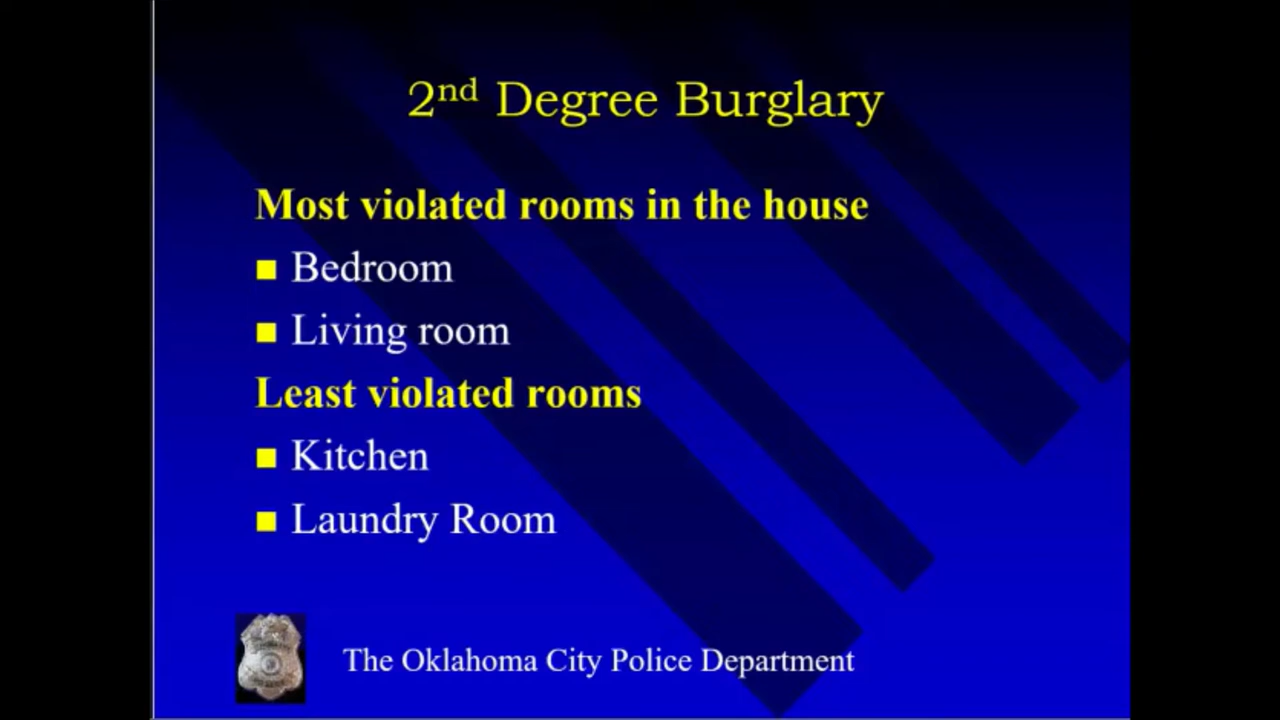 2nd Degree Burglary
Most violated rooms in the house
Bedroom
Living room
Least violated rooms
Kitchen
Laundry Room
The Oklahoma City Police Department